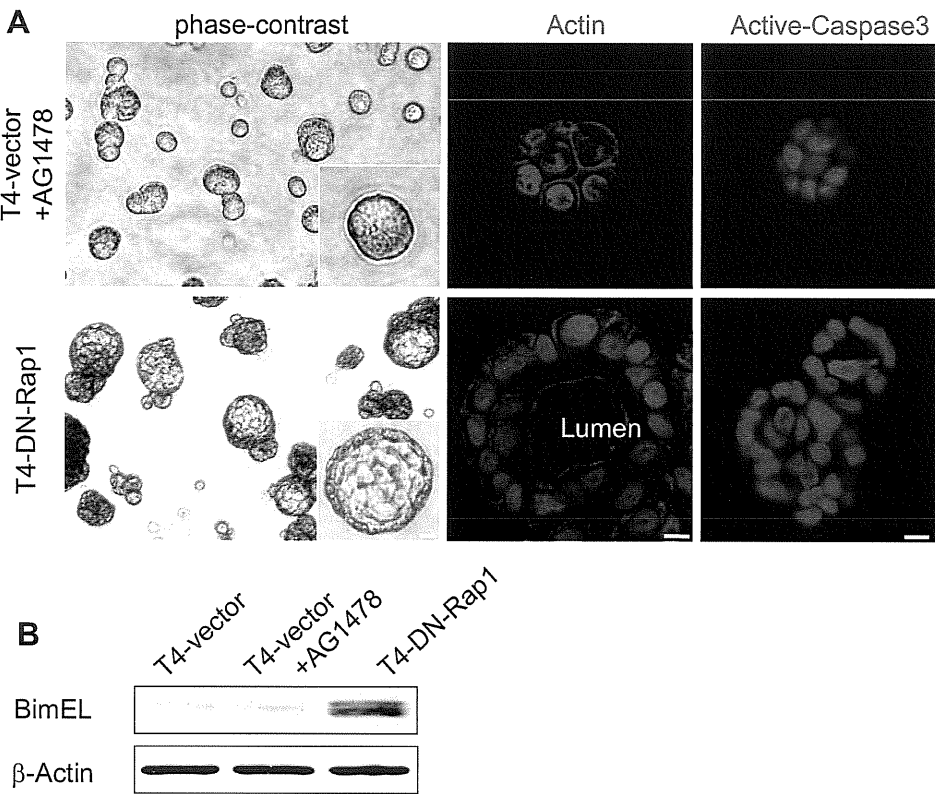 A
phase-contrast
Actin
Active-Caspase3
T4-vector
+AG1478
T4-DN-Rap1
Lumen
B
T4-vector
T4-vector
+AG1478
T4-DN-Rap1
BimEL
β-Actin